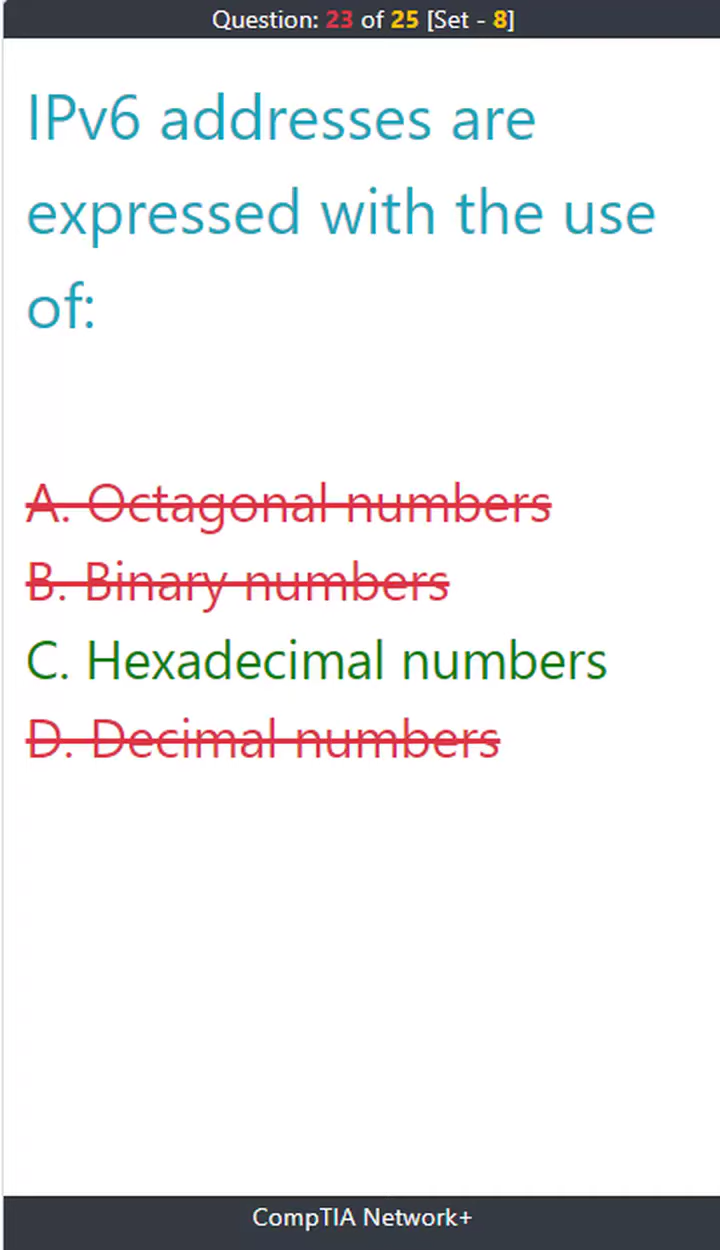 Question: 23 of 25 [Set - 8]
IPv6 addresses are
expressed with the use
of:
A. Octagonal numbers
B. Binary numbers
C. Hexadecimal numbers
D. Decimal numbers
CompTIA Network+